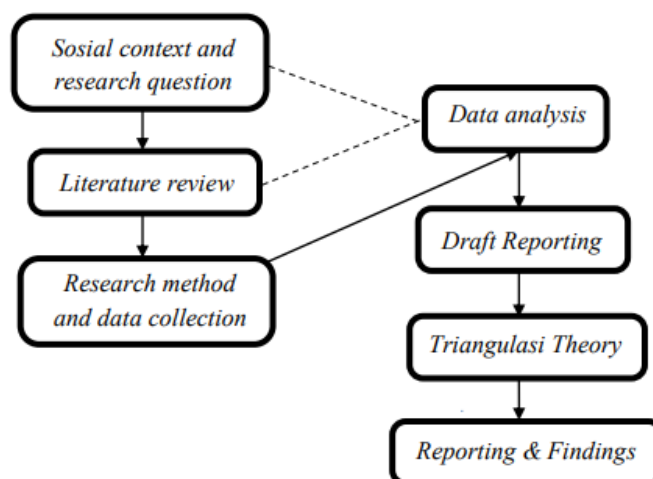 Sosial context and
research question
Literature review
Research method
and data collection
Data analysis
Draft Reporting
Triangulasi Theory
Reporting & Findings